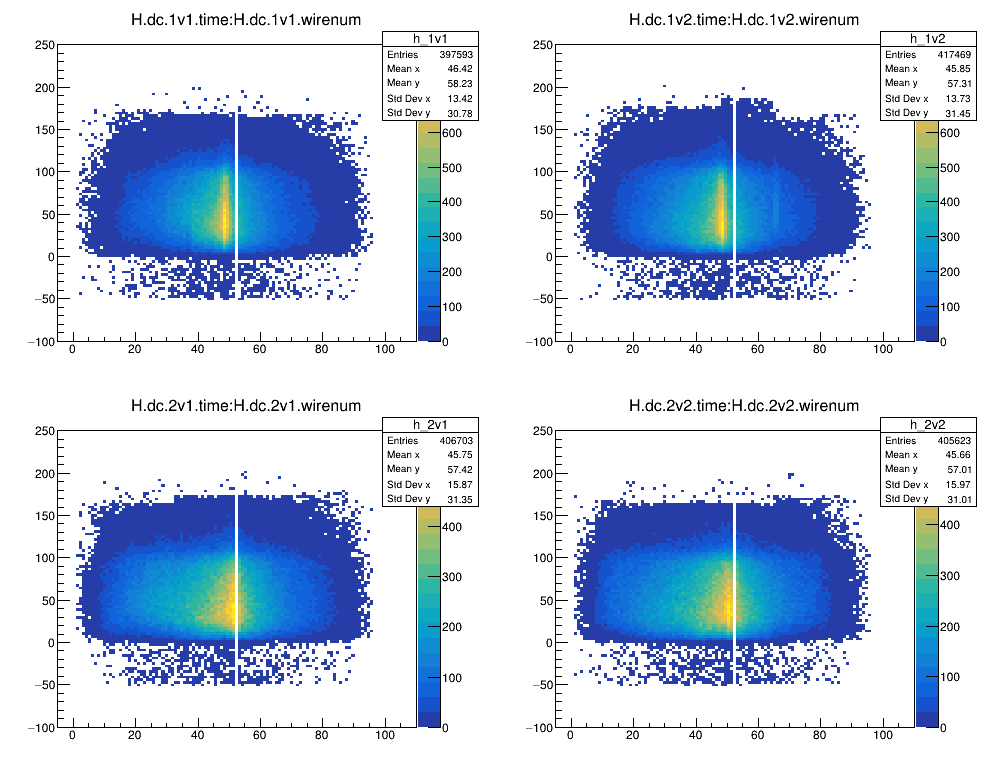 H.dc.1v1.time:H.dc.1v1.wirenum
h_1v1
Entries 397593
Mean x 46.42
Mean y 58.23
Std Dev x 13.42
Std Dev y 30.78
250
200
150
100
50
0
−50
−100
0 20 40 60 80 100
600
500
400
300
200
100
0
H.dc.1v2.time:H.dc.1v2.wirenum
h_1v2
Entries 417469
Mean x 45.85
Mean y 57.31
Std Dev x 13.73
Std Dev y 31.45
250
200
150
100
50
0
−50
−100
0 20 40 60 80 100
600
500
400
300
200
100
0
H.dc.2v1.time:H.dc.2v1.wirenum
h_2v1
Entries 406703
Mean x 45.75
Mean y 57.42
Std Dev x 15.87
Std Dev y 31.35
250
200
150
100
50
0
−50
−100
0 20 40 60 80 100
400
300
200
100
0
H.dc.2v2.time:H.dc.2v2.wirenum
h_2v2
Entries 405623
Mean x 45.66
Mean y 57.01
Std Dev x 15.97
Std Dev y 31.01
250
200
150
100
50
0
−50
−100
0 20 40 60 80 100
400
300
200
100
0